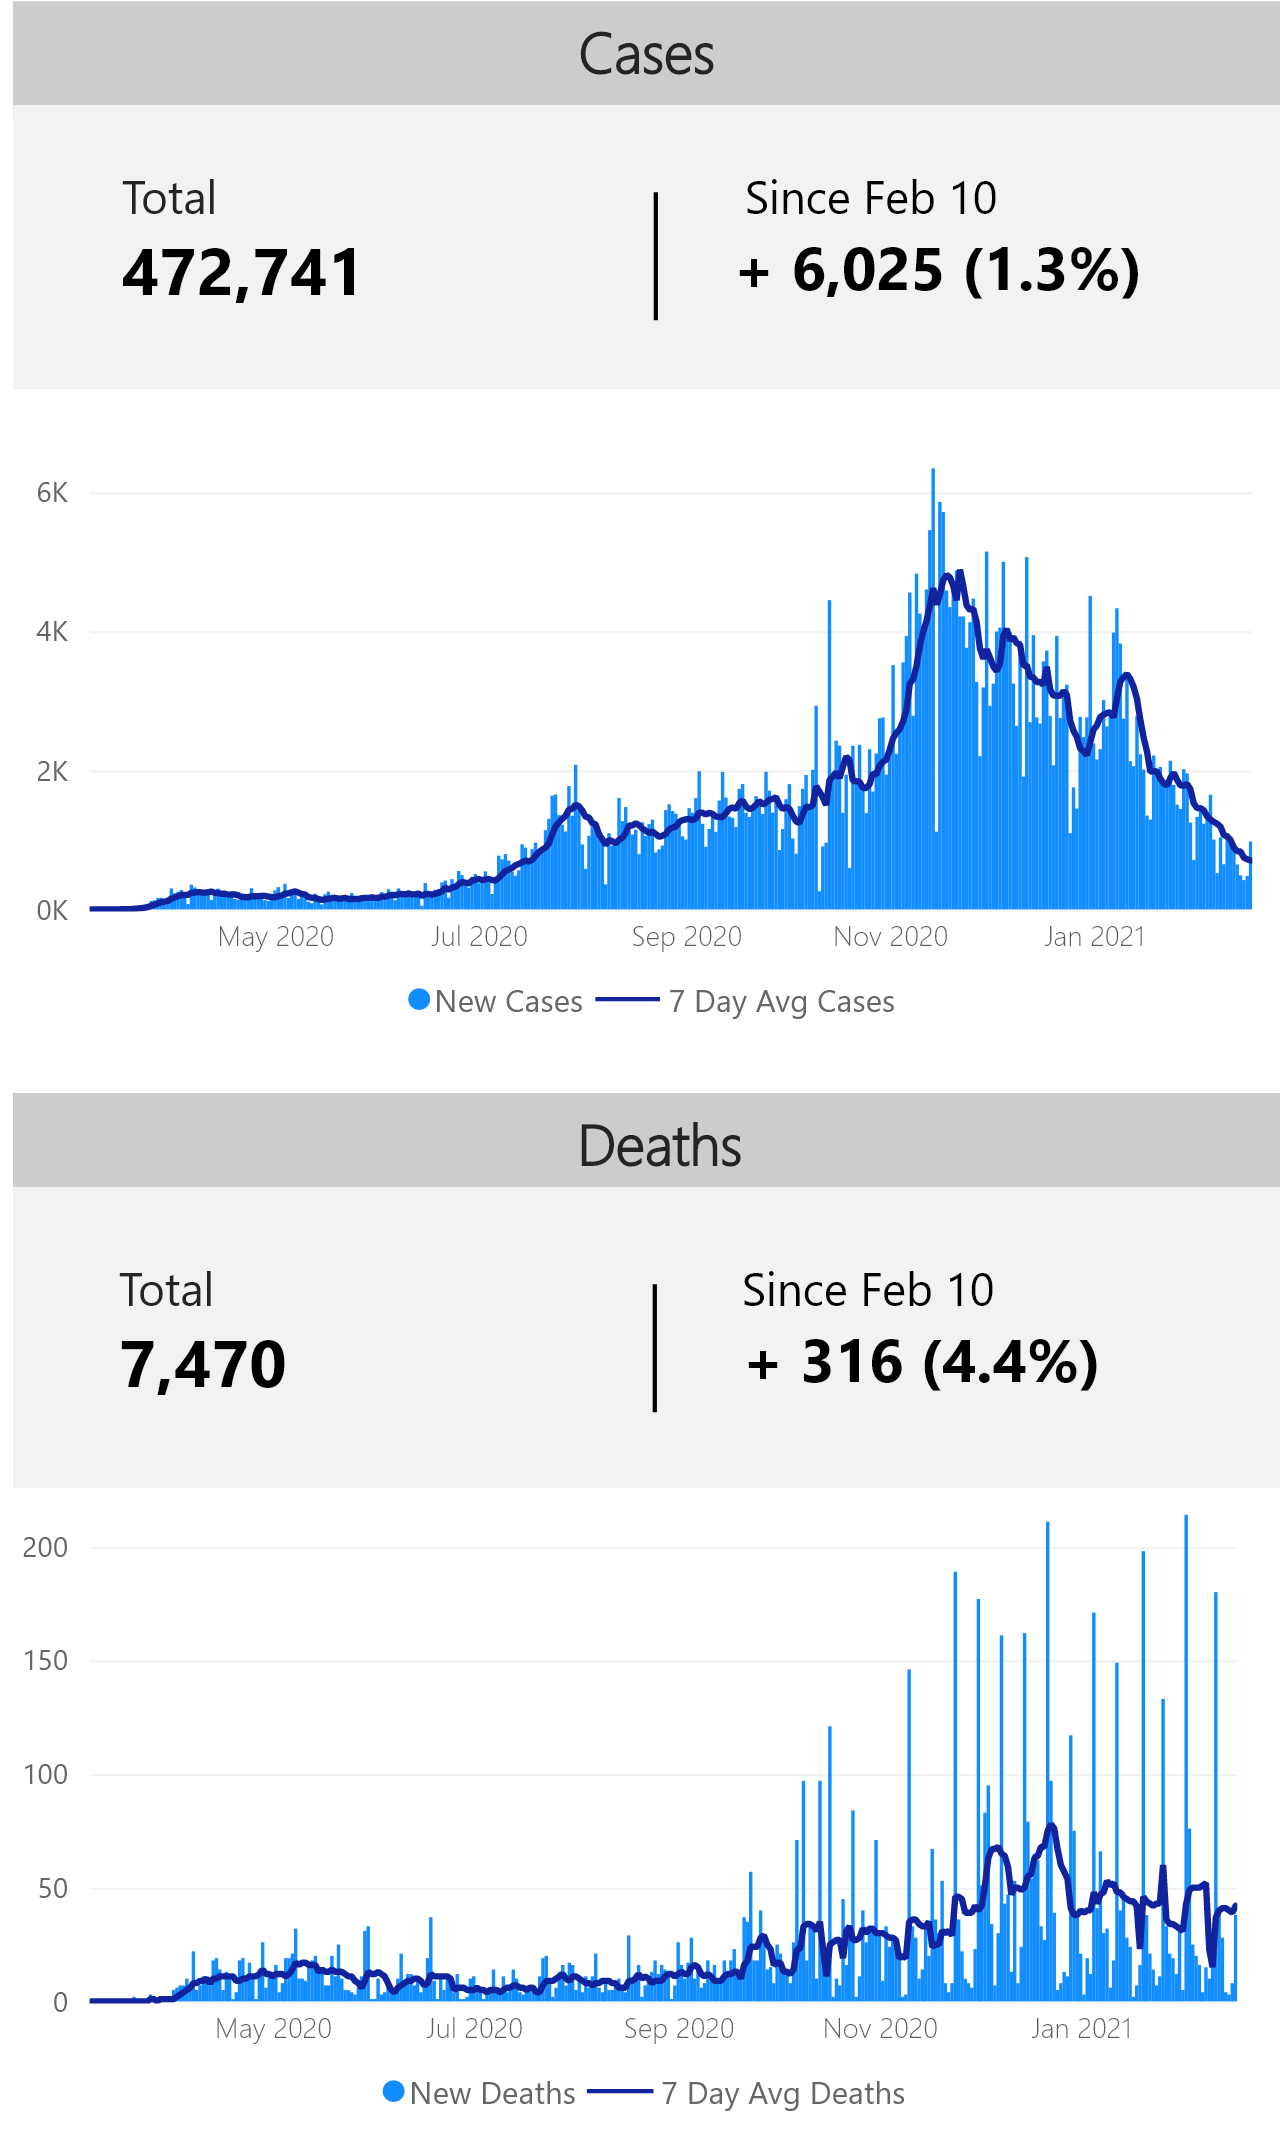 Cases
Total
Since Feb 10
472,741
+ 6,025 (1.3%)
6K
4K
2K
0K
May 2020
Jul 2020
Sep 2020
Nov 2020
Jan 2021
New Cases
7 Day Avg Cases
Deaths
Total
Since Feb 10
7,470
+ 316 (4.4%)
200
150
100
50
0
May 2020
Jul 2020
Sep 2020
Nov 2020
Jan 2021
New Deaths
7 Day Avg Deaths